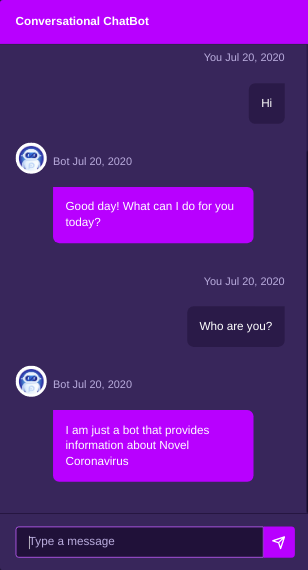 Conversational ChatBot
You Jul 20, 2020
Hi
Bot Jul 20, 2020
Good day! What can I do for you
today?
You Jul 20, 2020
Who are you?
Bot Jul 20, 2020
I am just a bot that provides
information about Novel
Coronavirus
Type a message